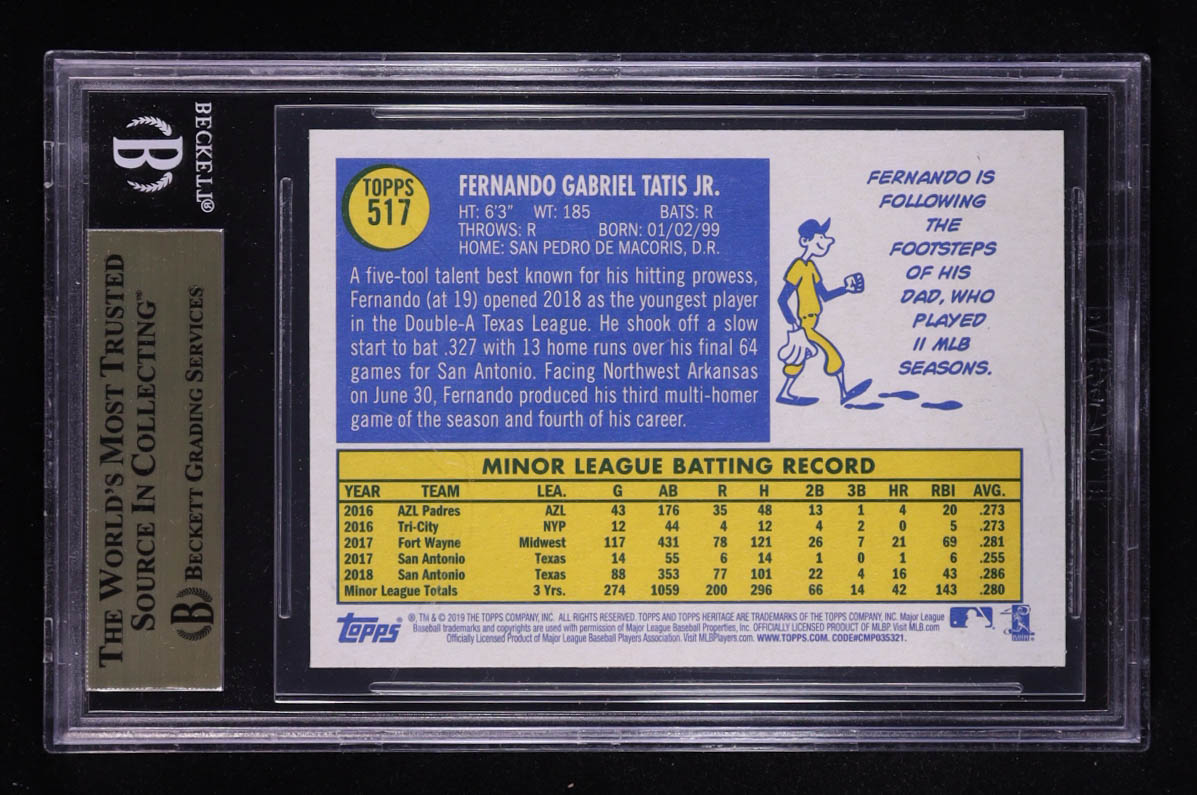 BECKETT®
THE WORLD'S MOST TRUSTED
SOURCE IN COLLECTING™
B BECKETT GRADING SERVICES
TOPPS
517
FERNANDO GABRIEL TATIS JR.
HT: 6'3" WT: 185 BATS: R
THROWS: R BORN: 01/02/99
HOME: SAN PEDRO DE MACORIS, D.R.
A five-tool talent best known for his hitting prowess,
Fernando (at 19) opened 2018 as the youngest player
in the Double-A Texas League. He shook off a slow
start to bat .327 with 13 home runs over his final 64
games for San Antonio. Facing Northwest Arkansas
on June 30, Fernando produced his third multi-homer
game of the season and fourth of his career.
FERNANDO IS
FOLLOWING
THE
FOOTSTEPS
OF HIS
DAD, WHO
PLAYED
11 MLB
SEASONS.
MINOR LEAGUE BATTING RECORD
YEAR TEAM LEA. G AB R H 2B 3B HR RBI AVG.
2016 AZL Padres AZL 43 176 35 48 13 1 4 20 .273
2016 Tri-City NYP 12 44 4 12 4 2 0 5 .273
2017 Fort Wayne Midwest 117 431 78 121 26 7 21 69 .281
2017 San Antonio Texas 14 55 6 14 1 0 1 6 .255
2018 San Antonio Texas 88 353 77 101 22 4 16 43 .286
Minor League Totals 3 Yrs. 274 1059 200 296 66 14 42 143 .280
topps®
®, TM & © 2019 THE TOPPS COMPANY, INC. ALL RIGHTS RESERVED. TOPPS AND TOPPS HERITAGE ARE TRADEMARKS OF THE TOPPS COMPANY, INC. Major League
Baseball trademarks and copyrights are used with permission of Major League Baseball Properties, Inc. OFFICIALLY LICENSED PRODUCT OF MLBP. Visit MLB.com
Officially Licensed Product of Major League Baseball Players Association. Visit MLBPlayers.com. WWW.TOPPS.COM. CODE#CMP035321.